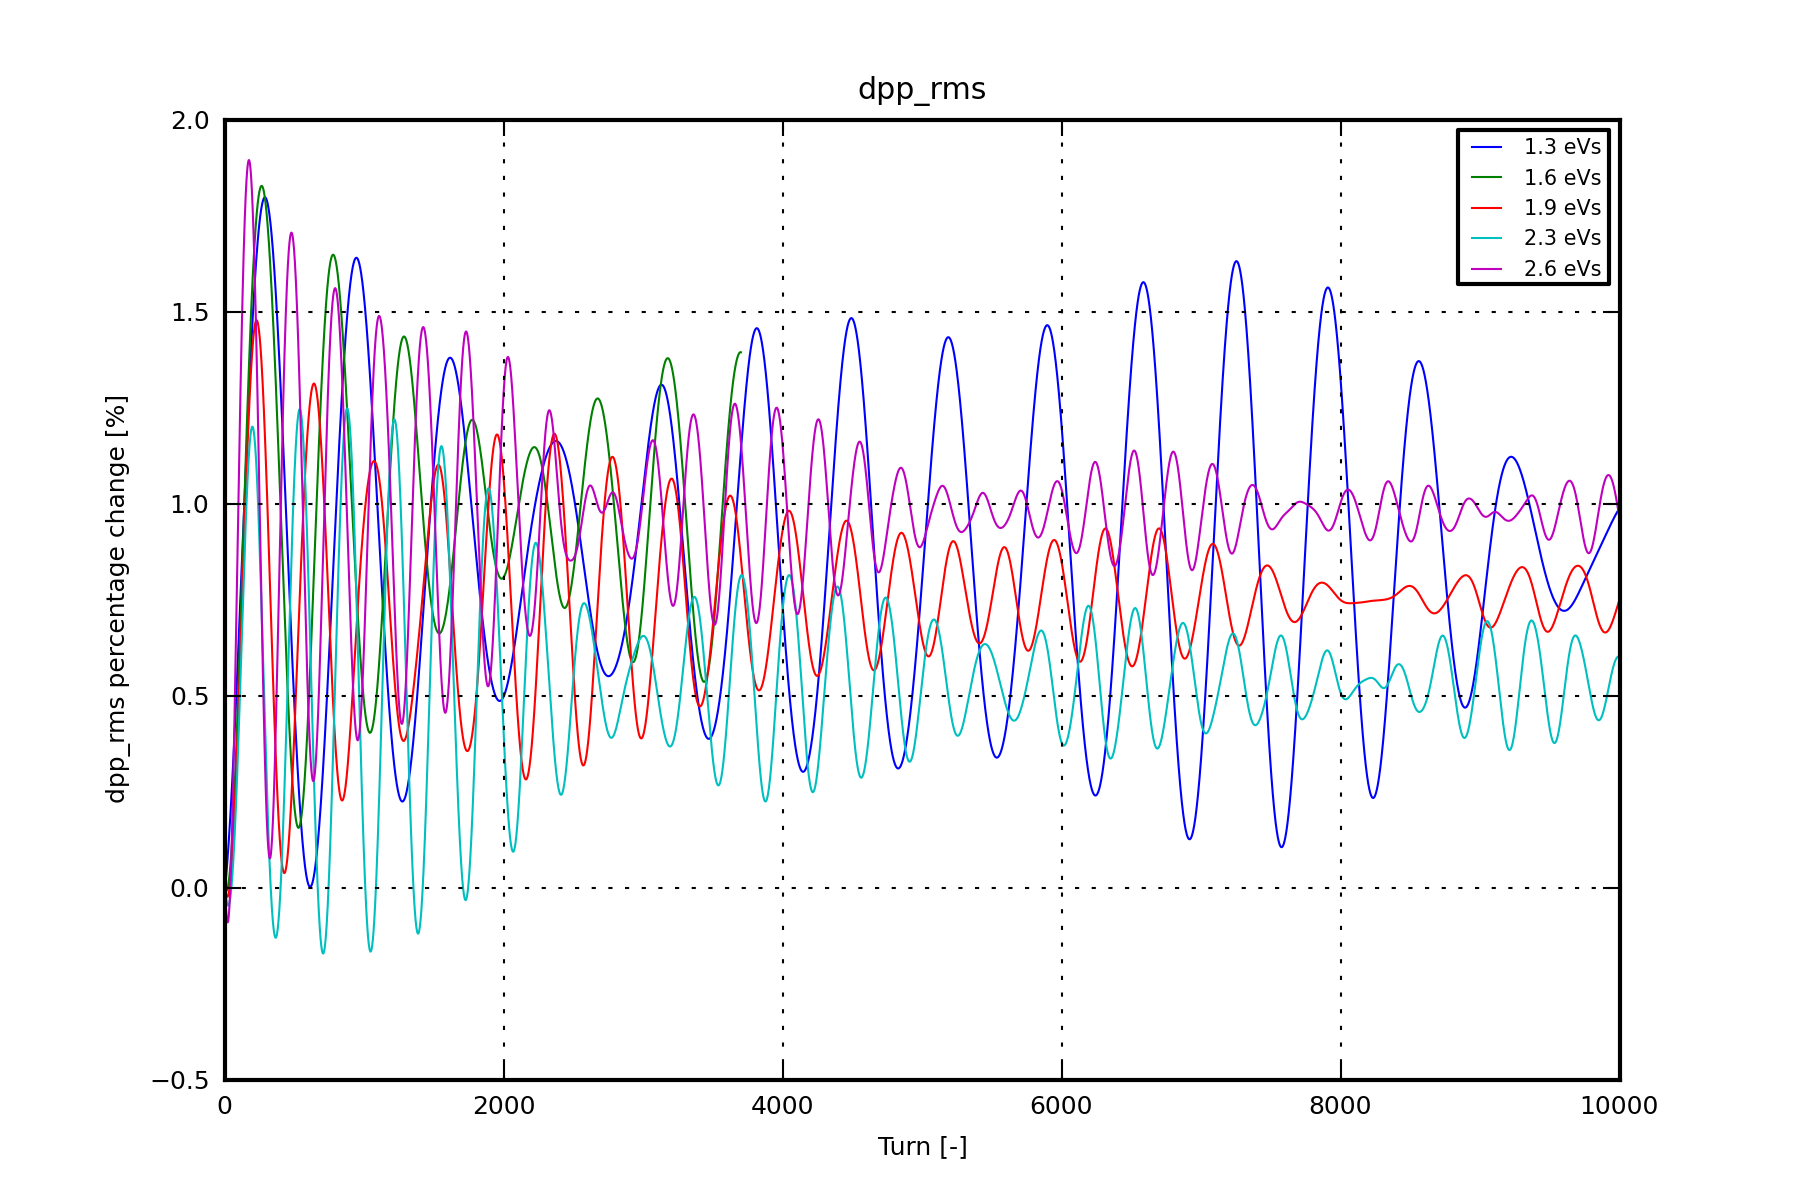 dpp_rms
2.0
1.5
1.0
0.5
0.0
−0.5
dpp_rms percentage change [%]
1.3 eVs
1.6 eVs
1.9 eVs
2.3 eVs
2.6 eVs
0 2000 4000 6000 8000 10000
Turn [-]